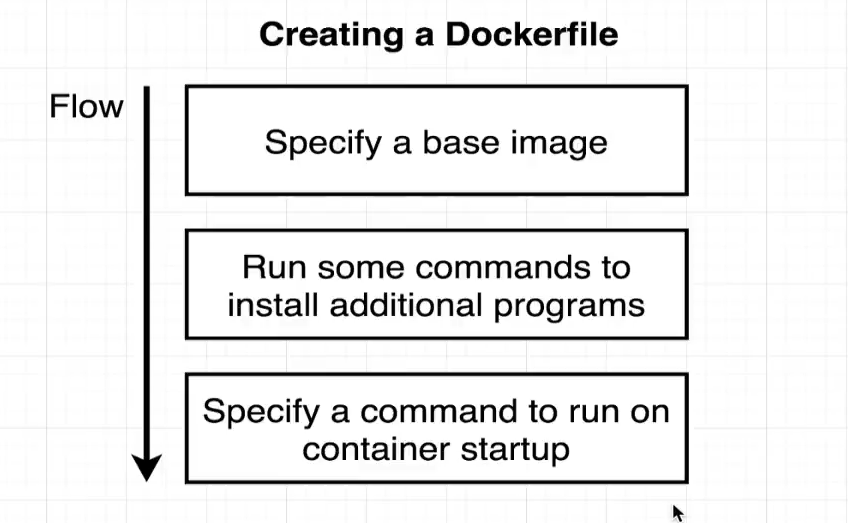 Creating a Dockerfile
Flow
Specify a base image
Run some commands to
install additional programs
Specify a command to run on
container startup